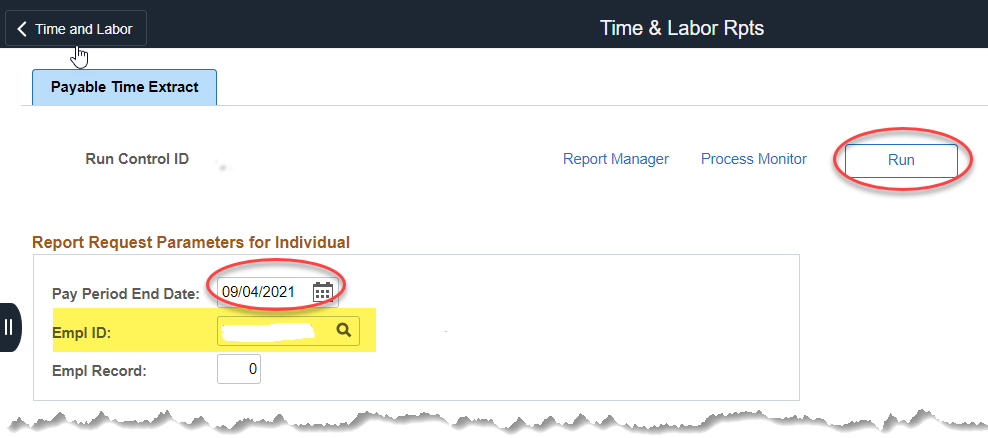 Time and Labor
Time & Labor Rpts
Payable Time Extract
Run Control ID
Report Manager
Process Monitor
Run
Report Request Parameters for Individual
Pay Period End Date: 09/04/2021
Empl ID:
Empl Record: 0